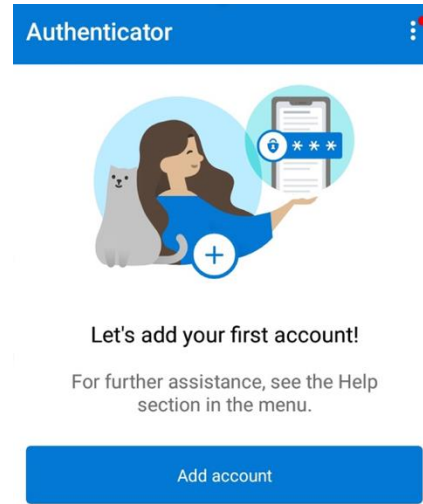 Authenticator
* * *
Let's add your first account!
For further assistance, see the Help
section in the menu.
Add account